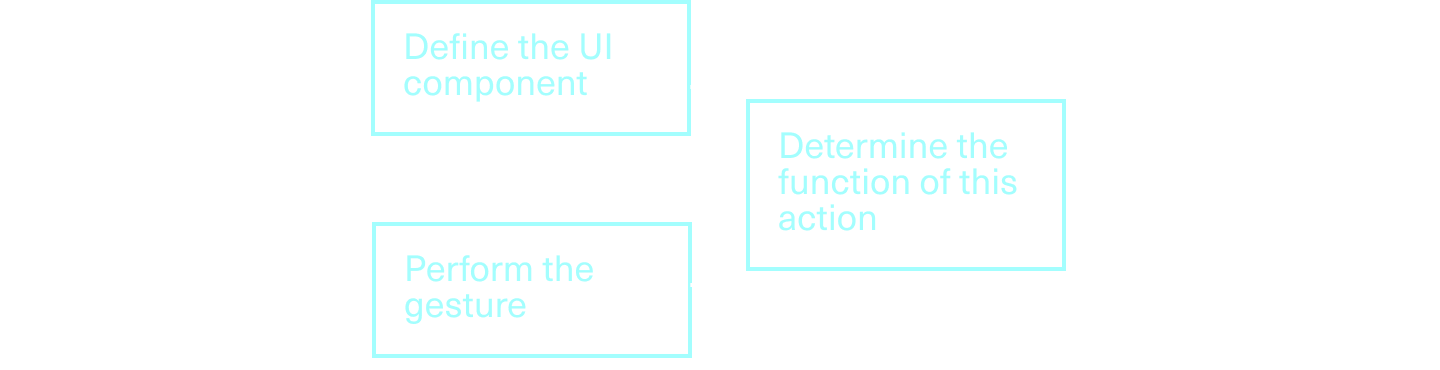 Define the UI
component
Determine the
function of this
action
Perform the
gesture